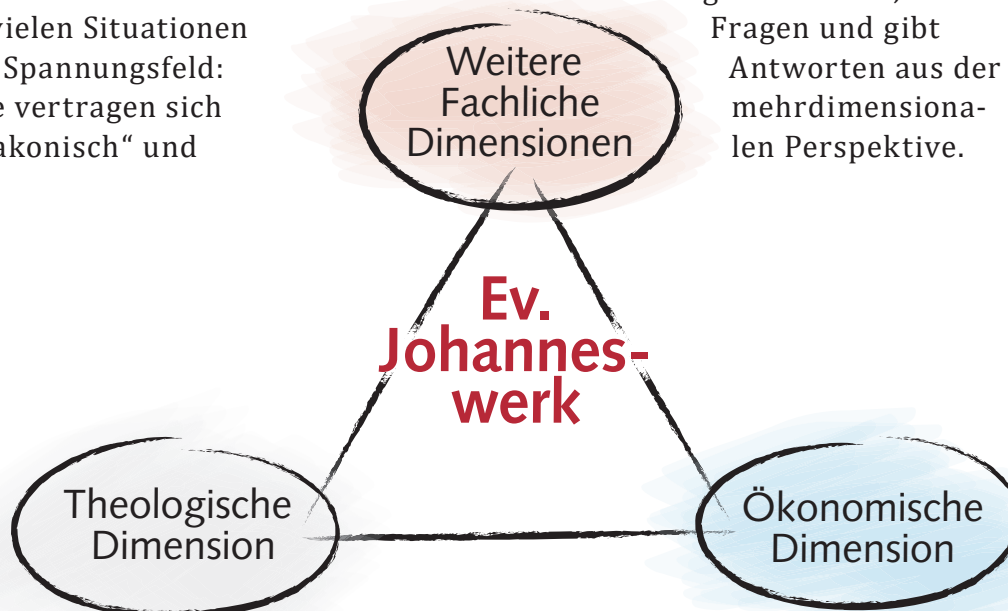 vielen Situationen
Spannungsfeld:
vertragen sich
und
Fragen und gibt
Antworten aus der
mehrdimensiona-
len Perspektive.
Weitere
Fachliche
Dimensionen
Ev.
Johannes-
werk
Theologische
Dimension
Ökonomische
Dimension